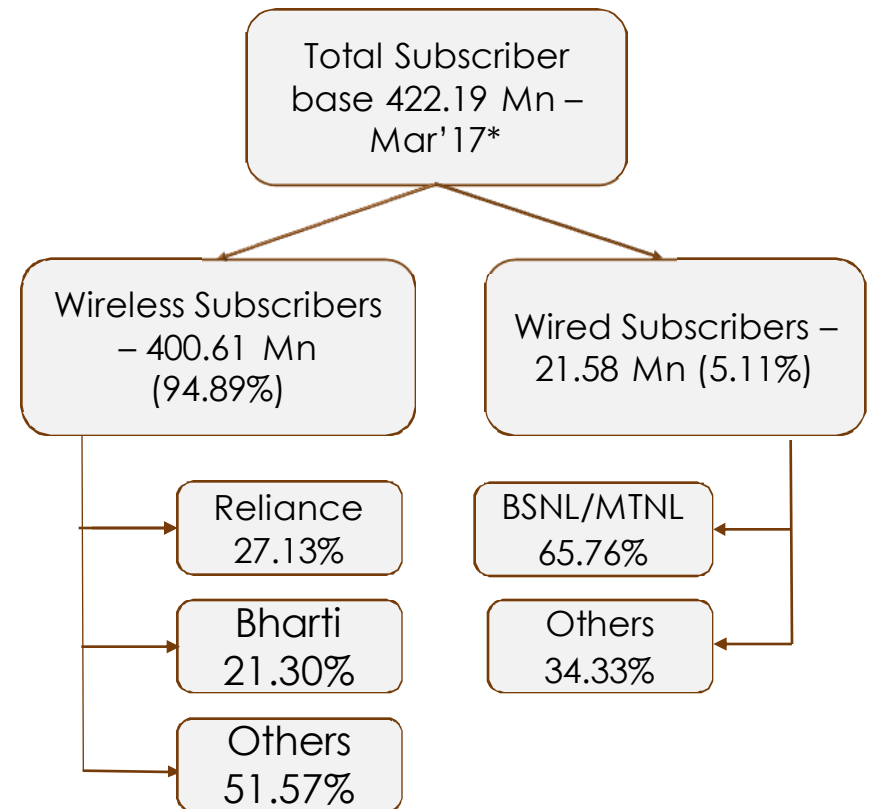 Total Subscriber
base 422.19 Mn –
Mar’17*
Wireless Subscribers
– 400.61 Mn
(94.89%)
Wired Subscribers –
21.58 Mn (5.11%)
Reliance
27.13%
Bharti
21.30%
Others
51.57%
BSNL/MTNL
65.76%
Others
34.33%